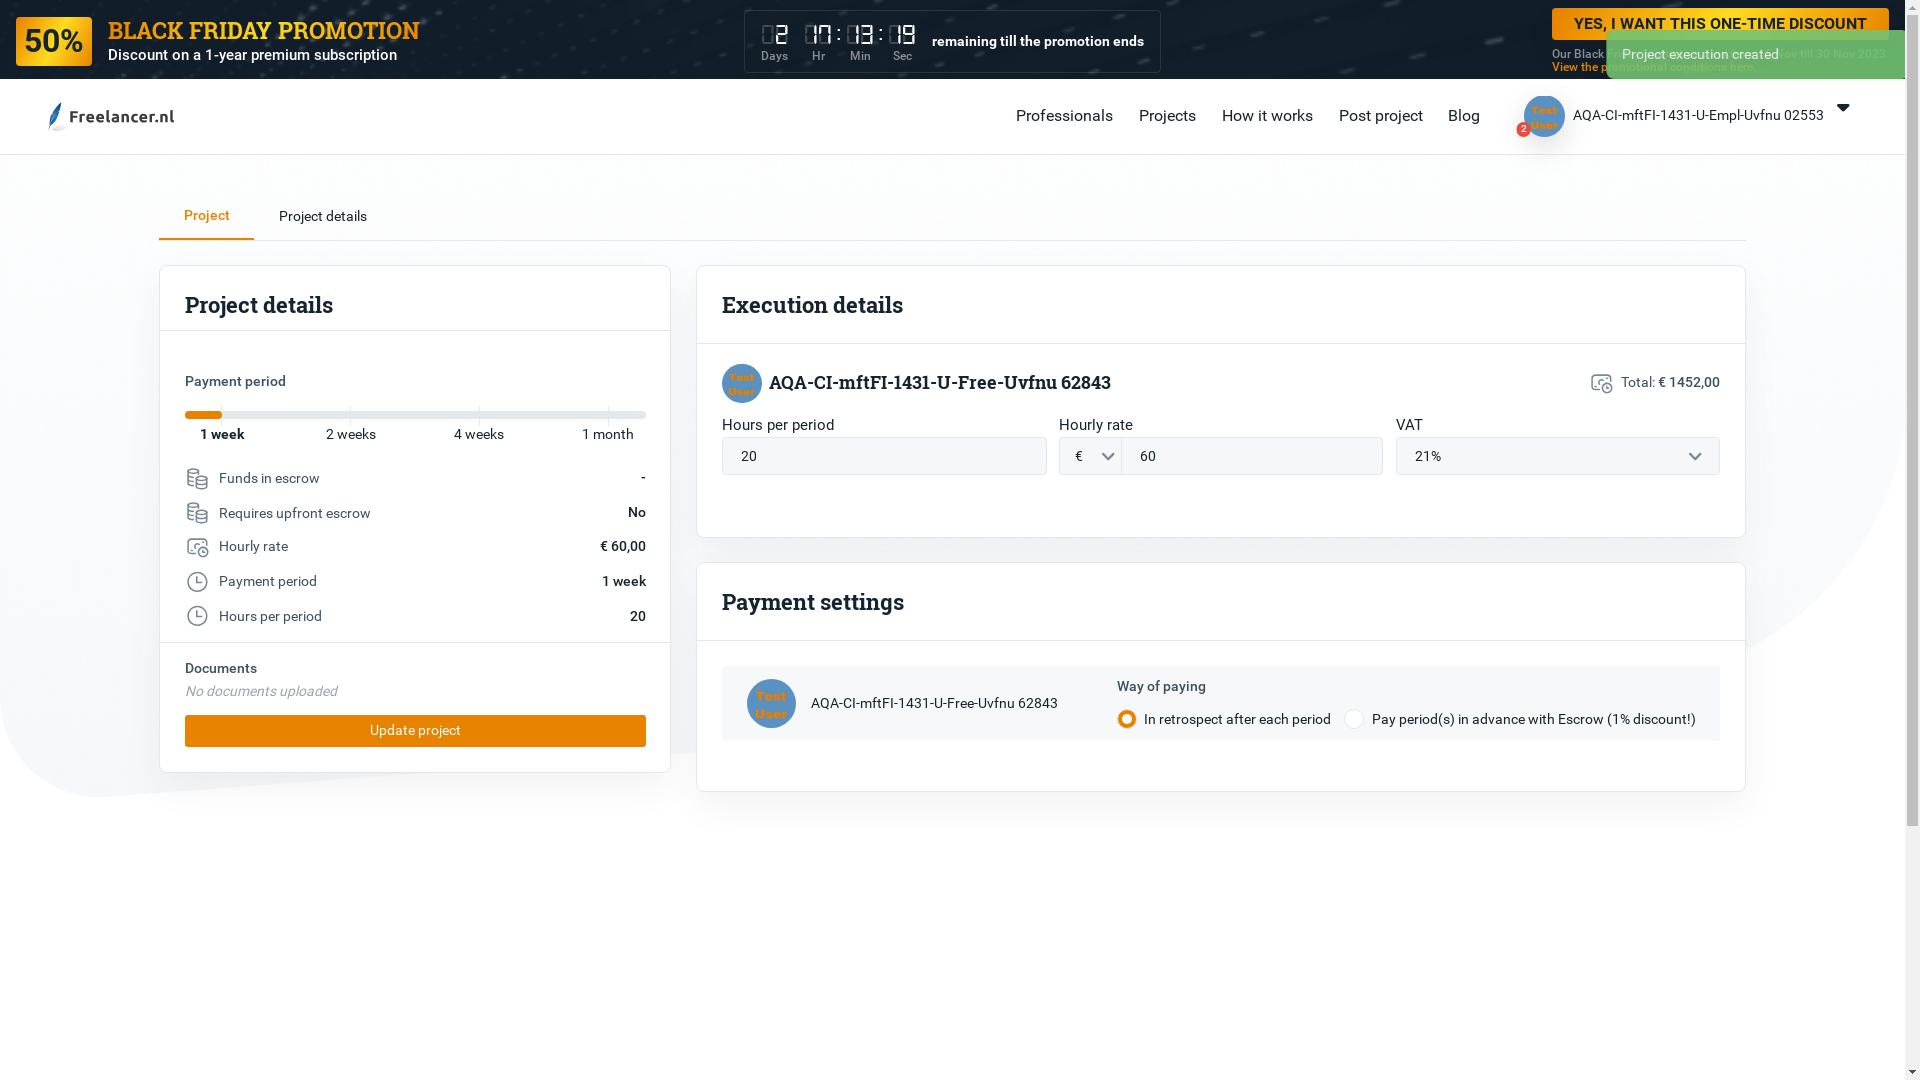 50%
BLACK FRIDAY PROMOTION
Discount on a 1-year premium subscription
2 17 : 13 : 19
Days Hr Min Sec
remaining till the promotion ends
YES, I WANT THIS ONE-TIME DISCOUNT
Our Black Nov till 30 Nov 2023
Project execution created
View the promotional conditions here.
Freelancer.nl
Professionals Projects How it works Post project Blog
2
Test
User
AQA-CI-mftFI-1431-U-Empl-Uvfnu 02553
Project
Project details
Project details
Payment period
1 week 2 weeks 4 weeks 1 month
Funds in escrow -
Requires upfront escrow No
Hourly rate € 60,00
Payment period 1 week
Hours per period 20
Documents
No documents uploaded
Update project
Execution details
Test
User
AQA-CI-mftFI-1431-U-Free-Uvfnu 62843
Total: € 1452,00
Hours per period Hourly rate VAT
20 € 60 21%
Payment settings
Test
User
AQA-CI-mftFI-1431-U-Free-Uvfnu 62843
Way of paying
In retrospect after each period Pay period(s) in advance with Escrow (1% discount!)